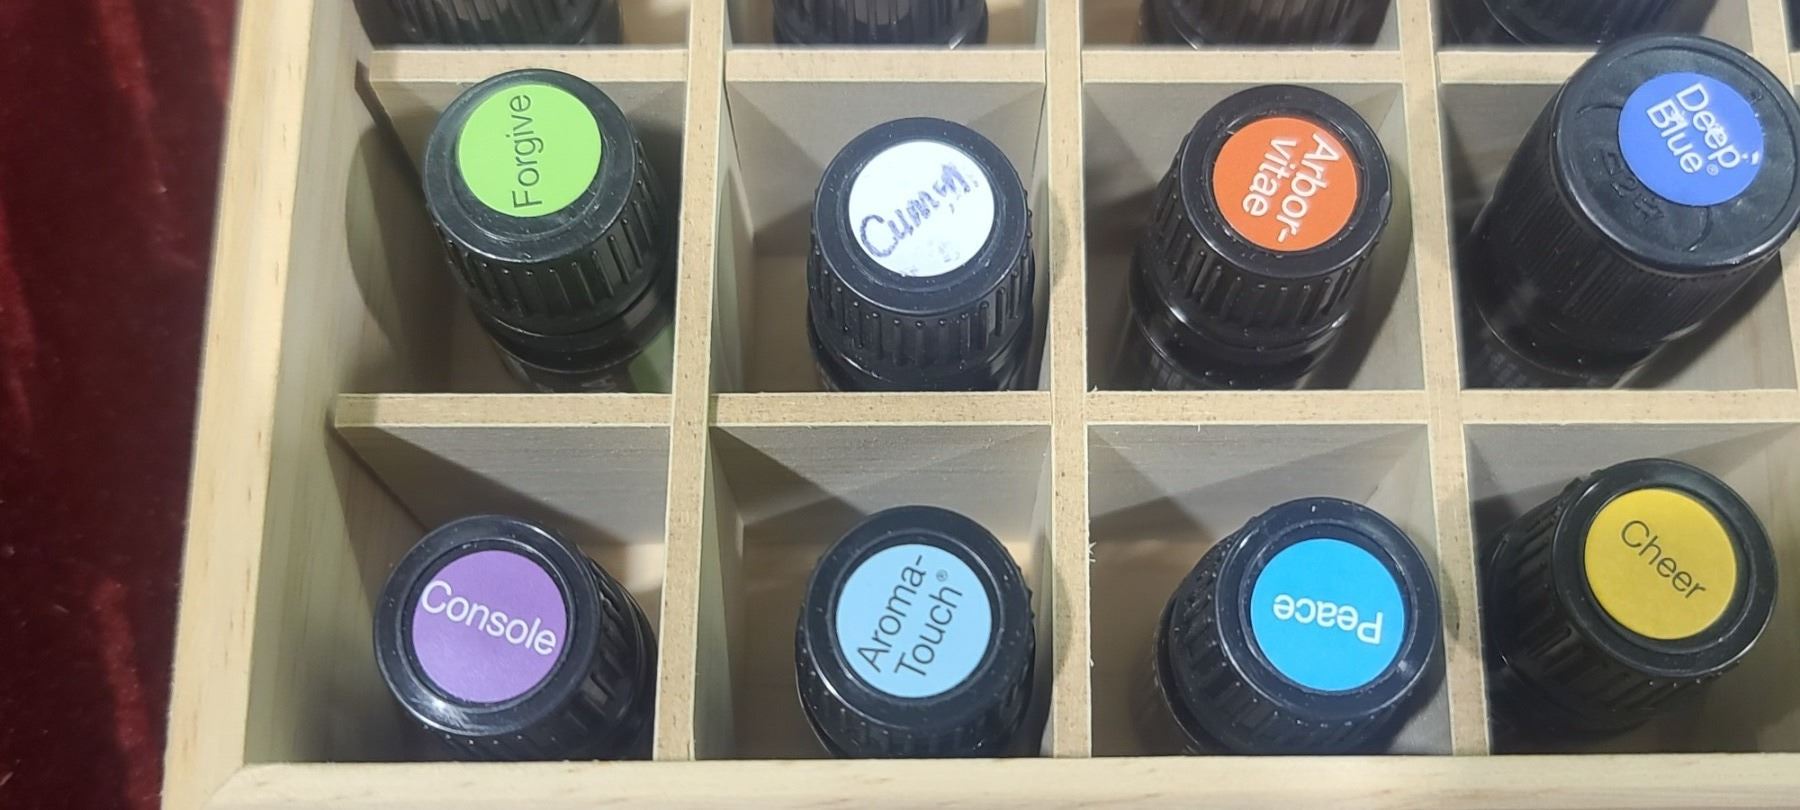 Forgive
Cumin
Arbor-
vitae
Deep
Blue®
Console
Aroma-
Touch®
Peace
Cheer